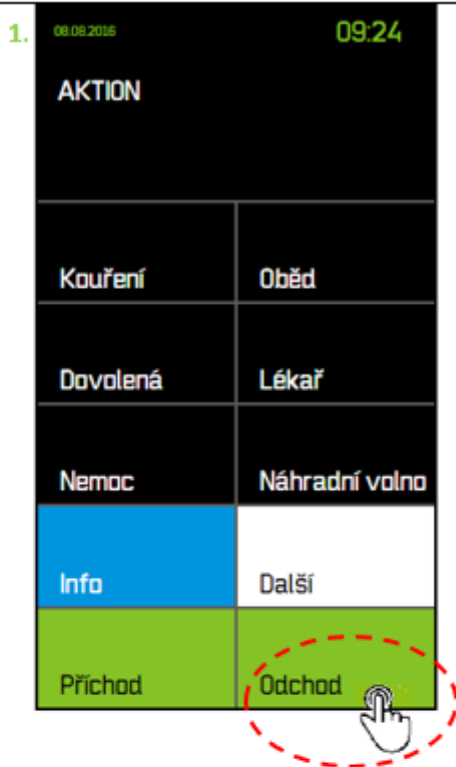 1.
08.08.2016 09:24
AKTION
Kouření Oběd
Dovolená Lékař
Nemoc Náhradní volno
Info Další
Příchod Odchod